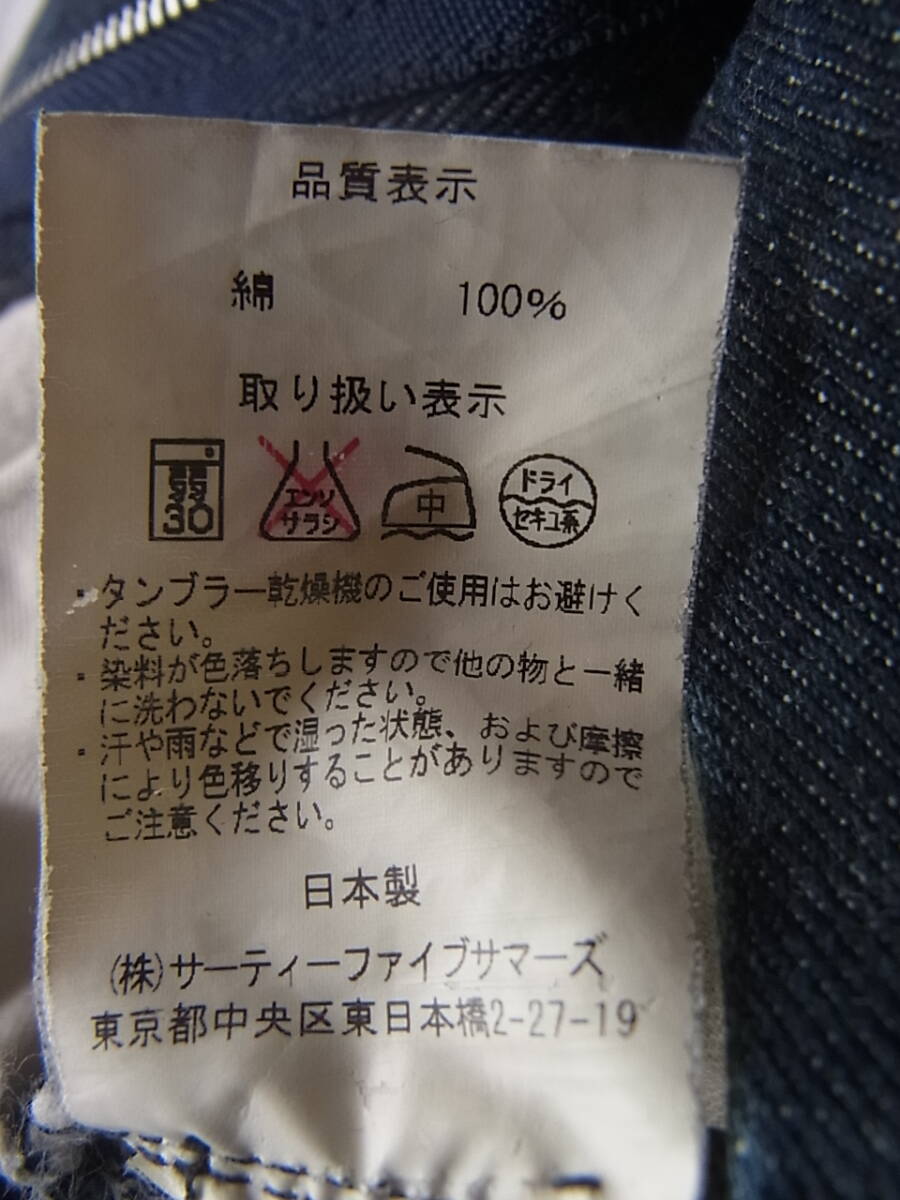 品質表示
綿 100%
取り扱い表示
弱 30 エンソ サラシ 中 ドライ セキユ系
・タンブラー乾燥機のご使用はお避けく
ださい。
・染料が色落ちしますので他の物と一緒
に洗わないでください。
・汗や雨などで湿った状態、および摩擦
により色移りすることがありますので
ご注意ください。
日本製
(株)サーティーファイブサマーズ
東京都中央区東日本橋2-27-19